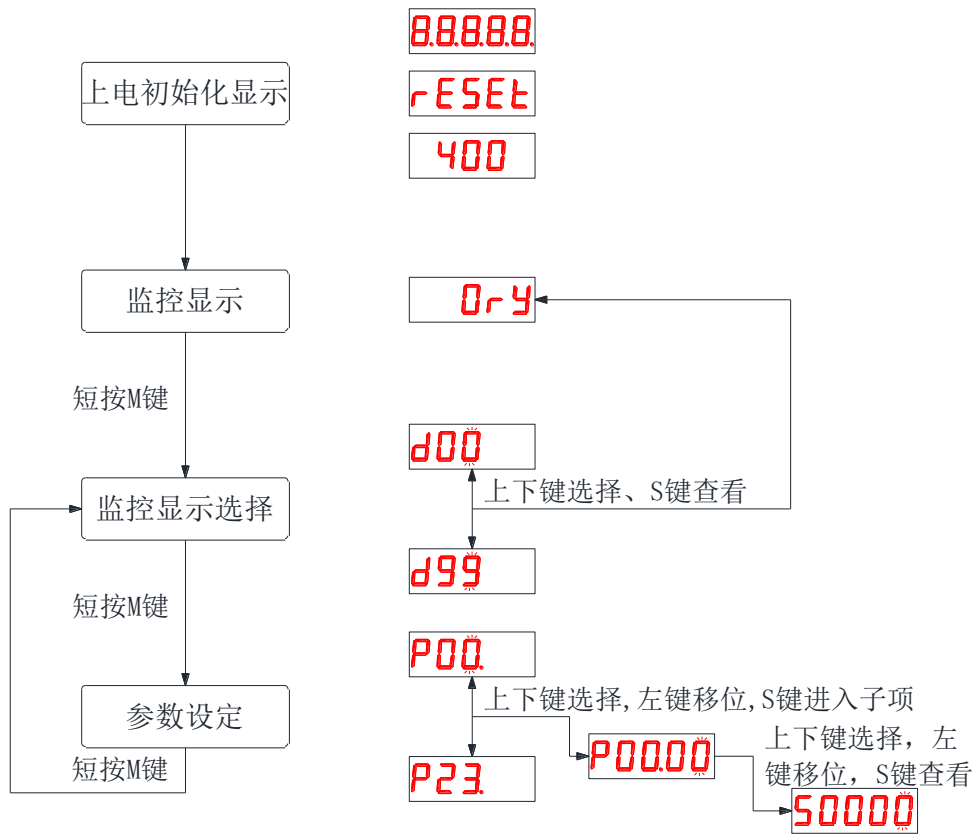 8.8.8.8.8.
上电初始化显示
rESEt
400
监控显示
0rY
短按M键
d00
上下键选择、S键查看
监控显示选择
d99
短按M键
P00.
上下键选择,左键移位,S键进入子项
参数设定
上下键选择，左
键移位，S键查看
P00.00
短按M键
P23.
S0000